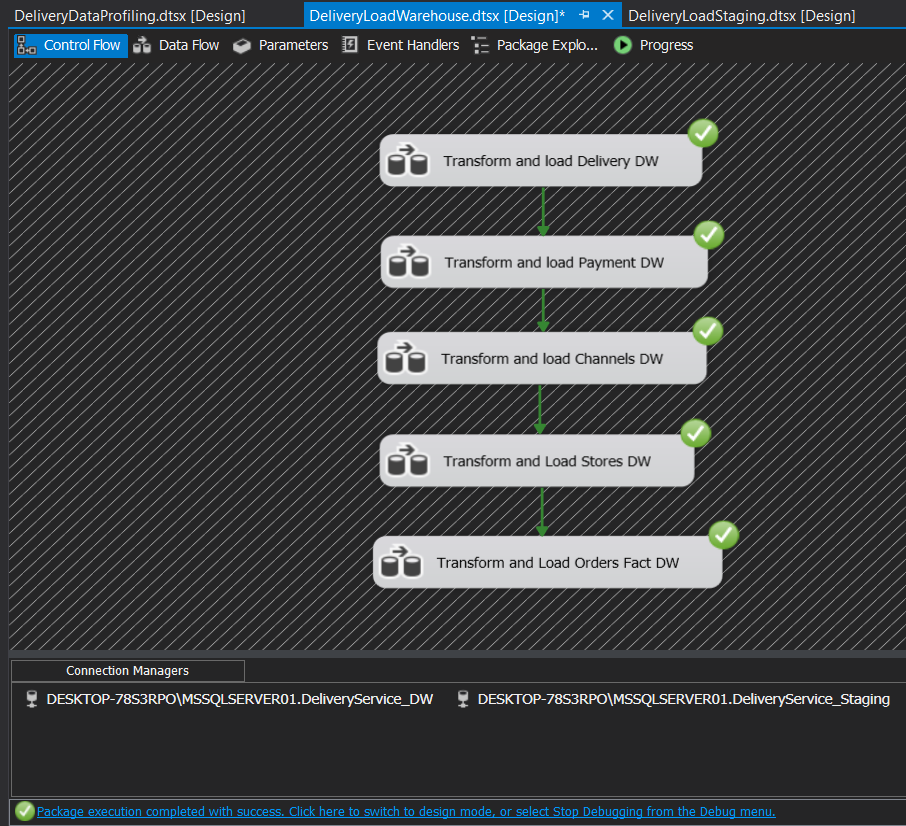 DeliveryDataProfiling.dtsx [Design] DeliveryLoadWarehouse.dtsx [Design]* DeliveryLoadStaging.dtsx [Design]
Control Flow Data Flow Parameters Event Handlers Package Explo... Progress
Transform and load Delivery DW
Transform and load Payment DW
Transform and load Channels DW
Transform and Load Stores DW
Transform and Load Orders Fact DW
Connection Managers
DESKTOP-78S3RPO\MSSQLSERVER01.DeliveryService_DW DESKTOP-78S3RPO\MSSQLSERVER01.DeliveryService_Staging
Package execution completed with success. Click here to switch to design mode, or select Stop Debugging from the Debug menu.